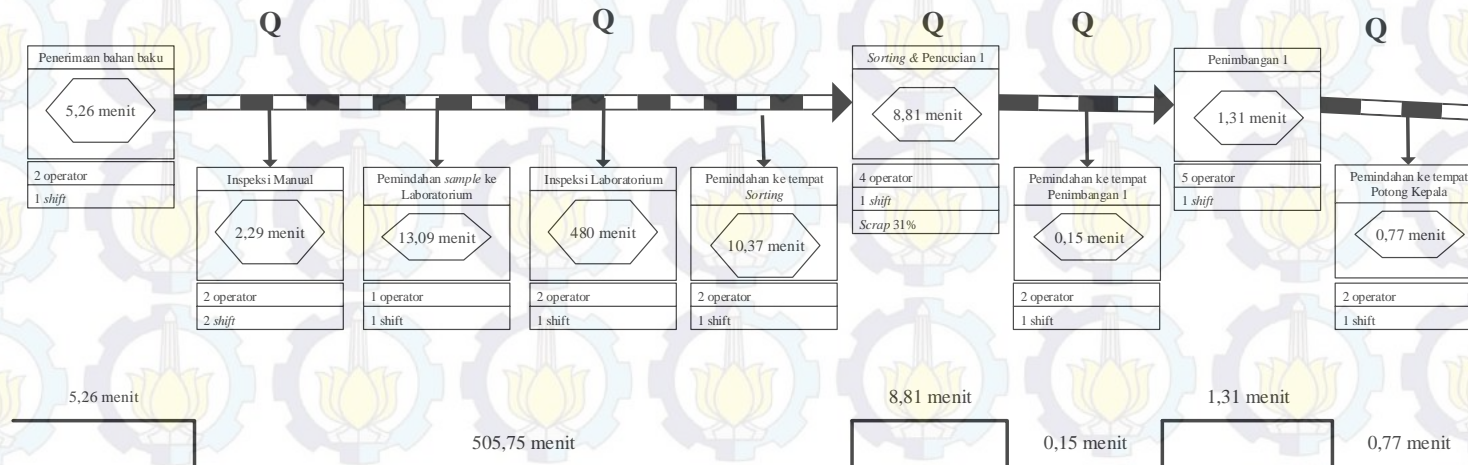 Q
Q
Q
Q
Q
Penerimaan bahan baku
5,26 menit
2 operator
1 shift
Inspeksi Manual
2,29 menit
2 operator
2 shift
Pemindahan sample ke
Laboratorium
13,09 menit
1 operator
1 shift
Inspeksi Laboratorium
480 menit
2 operator
1 shift
Pemindahan ke tempat
Sorting
10,37 menit
2 operator
1 shift
Sorting & Pencucian 1
8,81 menit
4 operator
1 shift
Scrap 31%
Pemindahan ke tempat
Penimbangan 1
0,15 menit
2 operator
1 shift
Penimbangan 1
1,31 menit
5 operator
1 shift
Pemindahan ke tempat
Potong Kepala
0,77 menit
2 operator
1 shift
5,26 menit
505,75 menit
8,81 menit
0,15 menit
1,31 menit
0,77 menit